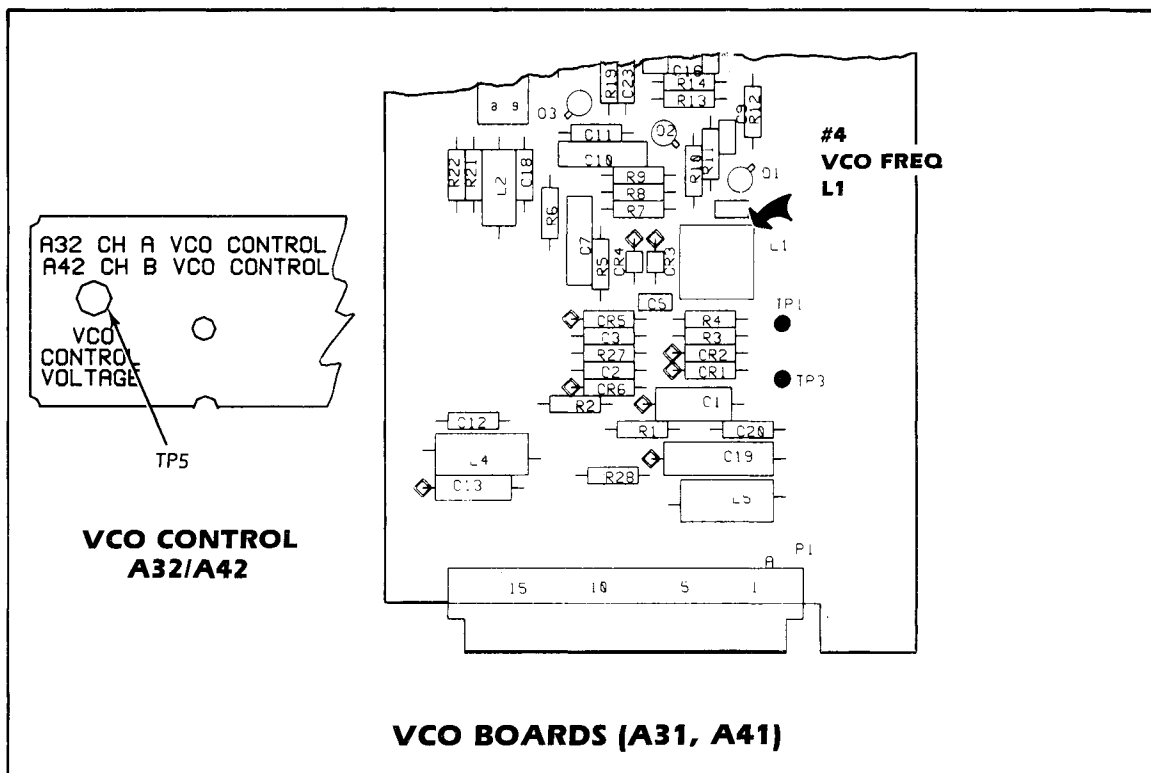 R19
C23
C16
R14
R13
C9
R12
a g
Q3
Q2
C11
C10
R10
R11
Q1
#4
VCO FREQ
L1
R22
R21
L2
C18
R9
R8
R7
R6
C7
R5
CR4
CR3
L1
A32 CH A VCO CONTROL
A42 CH B VCO CONTROL
VCO
CONTROL
VOLTAGE
TP5
VCO CONTROL
A32/A42
C5
TP1
CR5
R4
C3
R3
R27
CR2
C2
CR1
TP3
CR6
R2
C1
C12
R1
C20
L4
C19
C13
R28
L5
A
P1
15 10 5 1
VCO BOARDS (A31, A41)